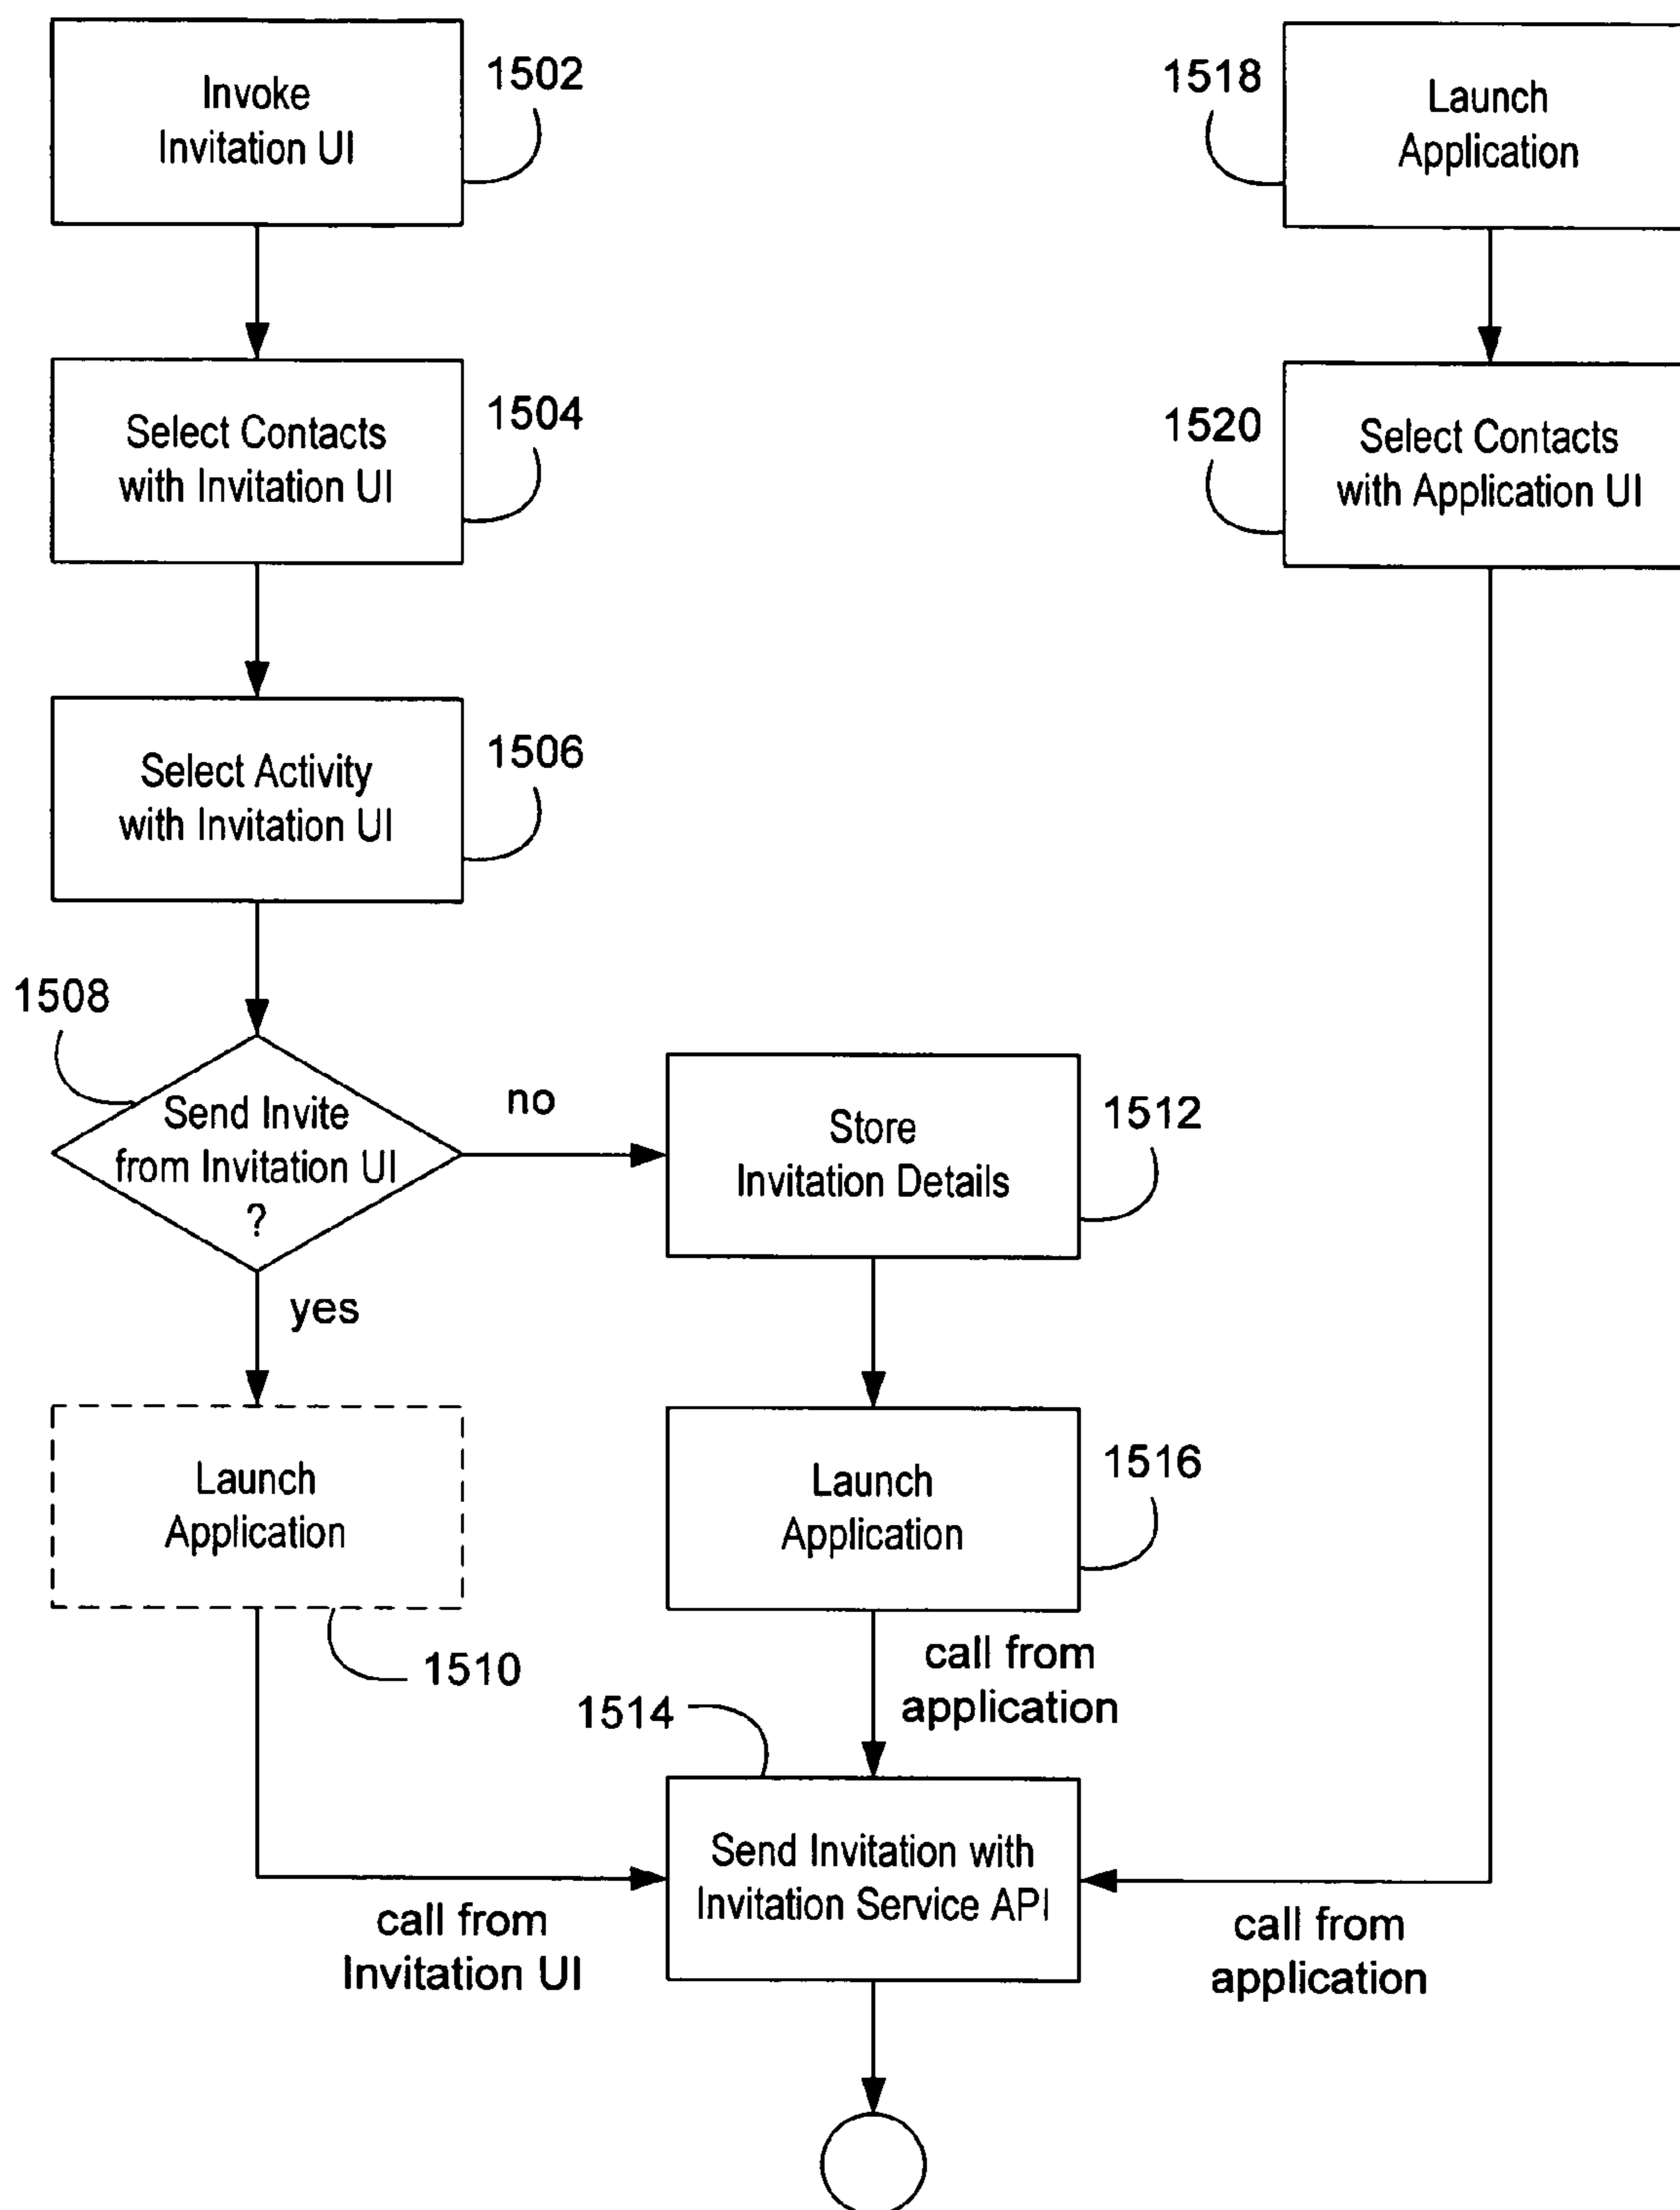 Invoke
Invitation UI
1502
1518
Launch
Application
Select Contacts
with Invitation UI
1504
1520
Select Contacts
with Application UI
Select Activity
with Invitation UI
1506
1508
Send Invite
from Invitation UI
?
no
Store
Invitation Details
1512
yes
Launch
Application
1510
Launch
Application
1516
call from
application
1514
Send Invitation with
Invitation Service API
call from
Invitation UI
call from
application